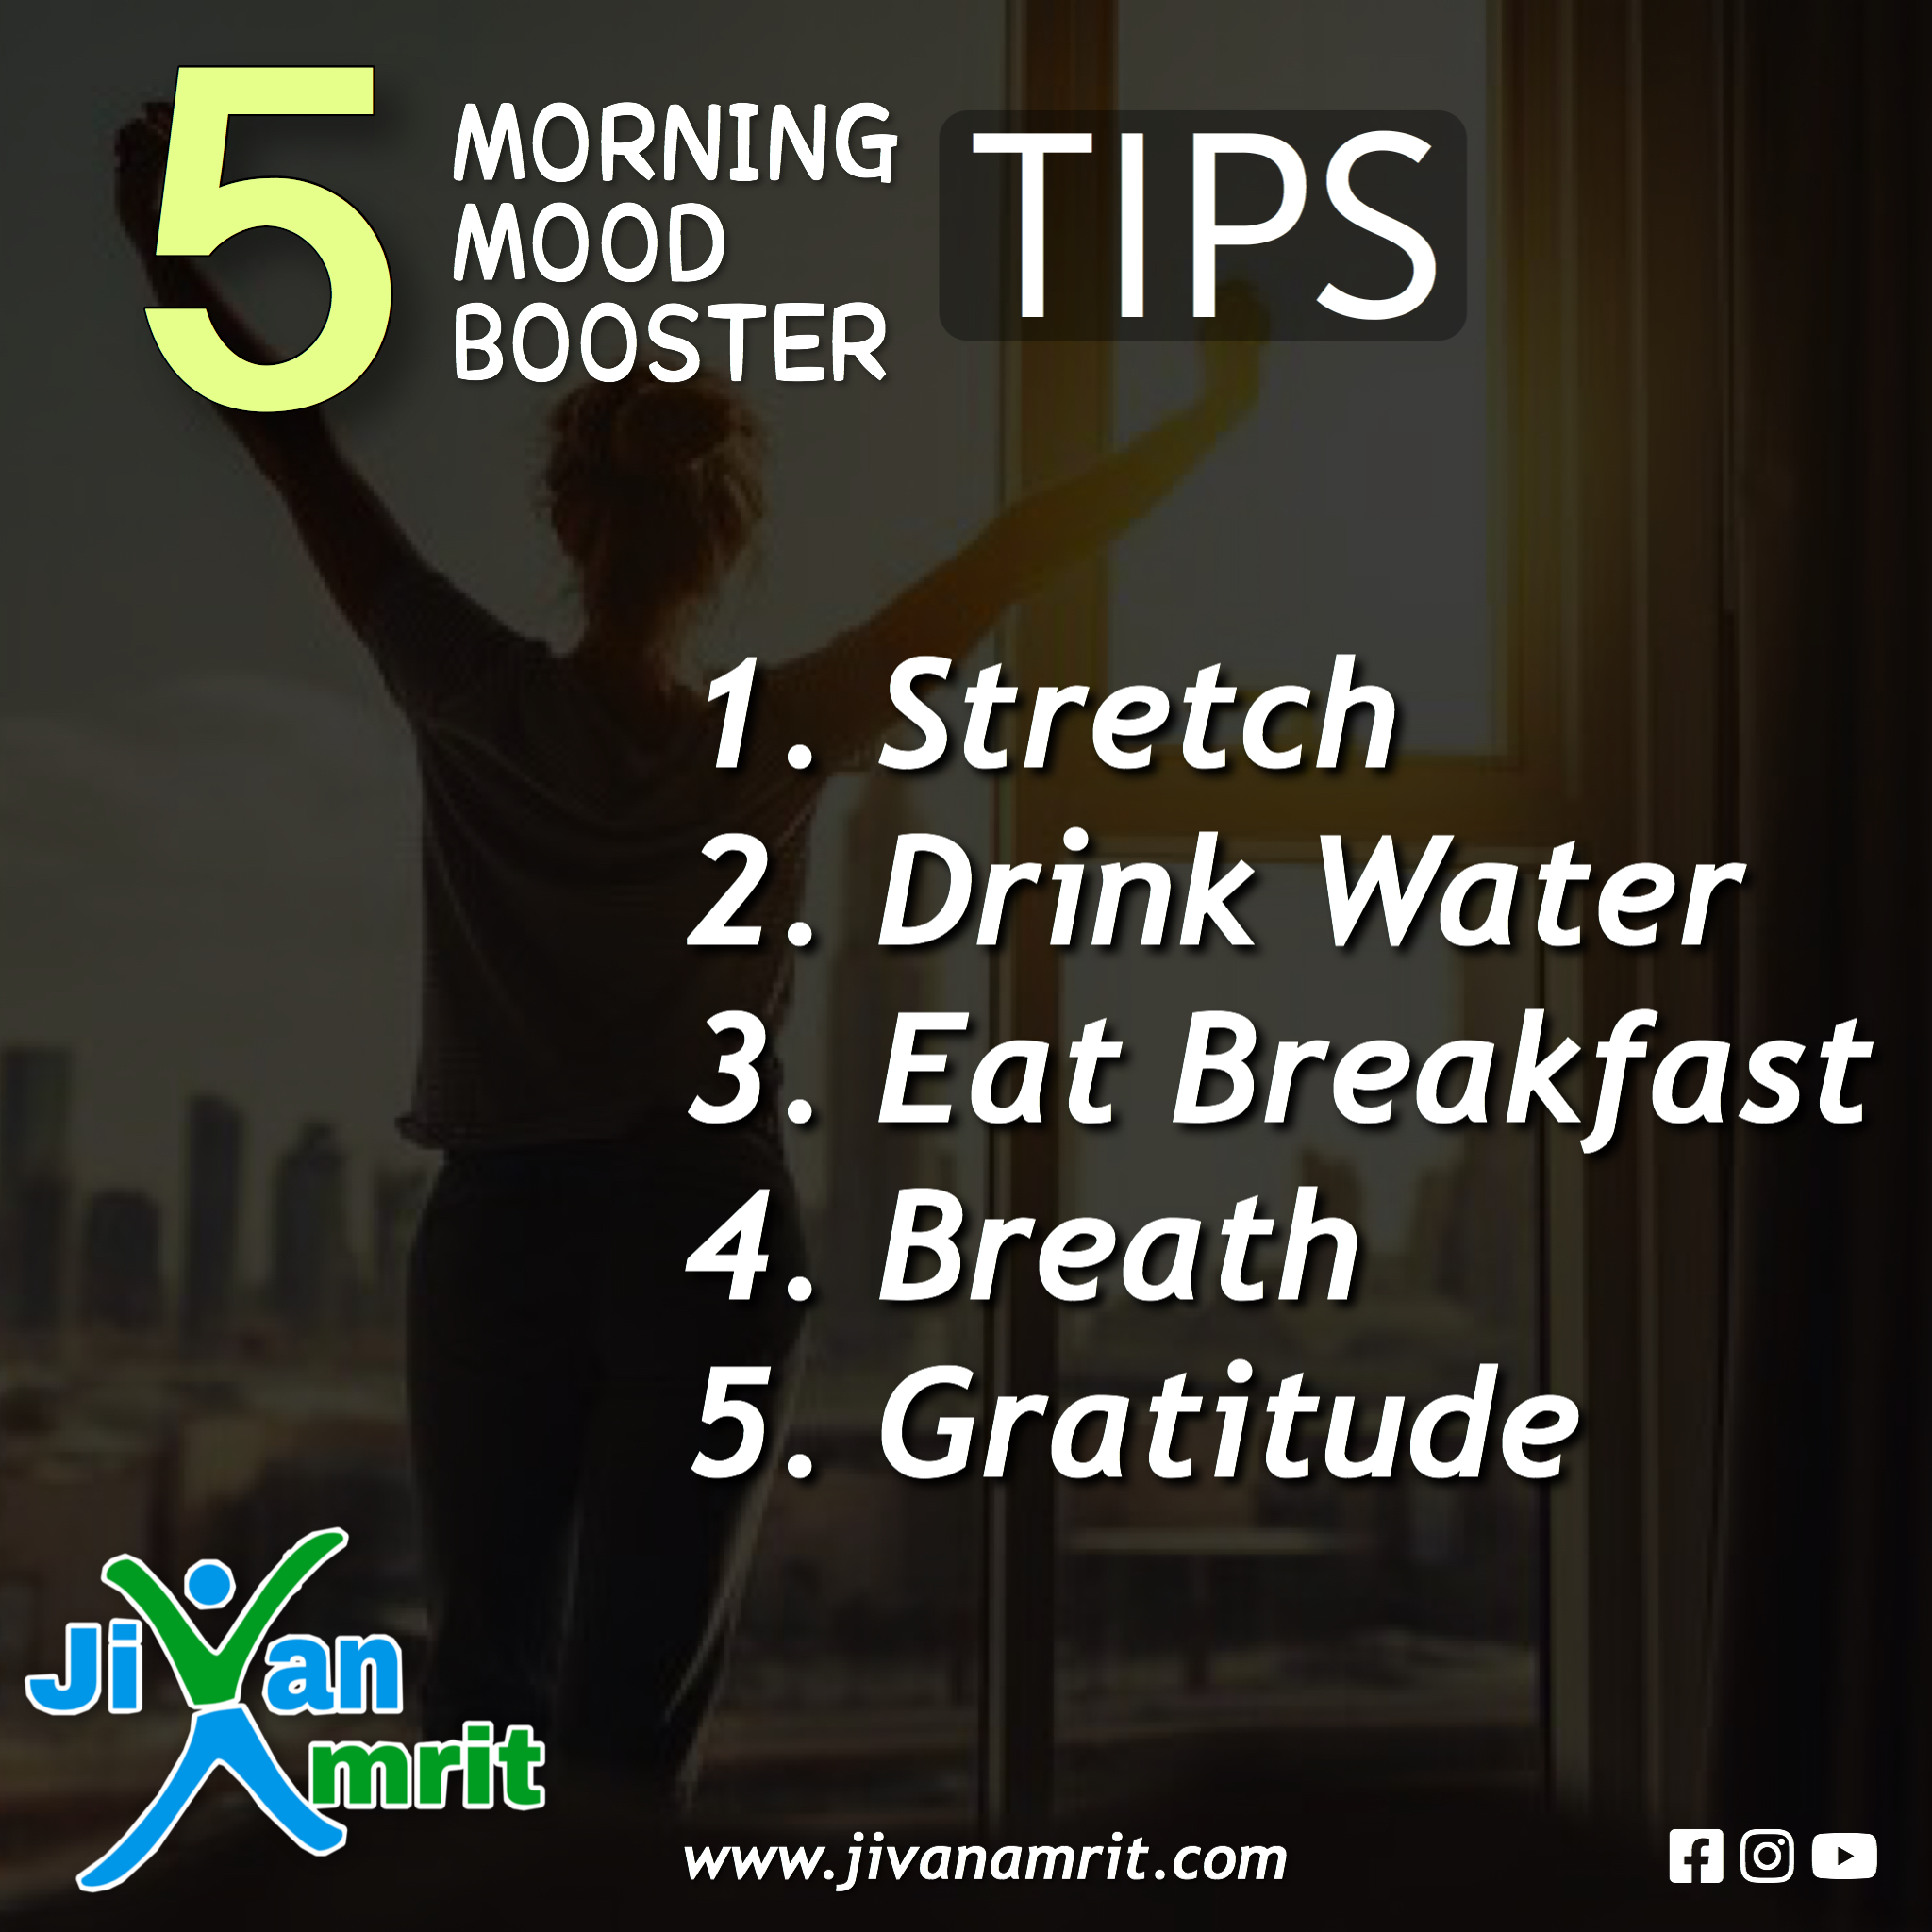 5
MORNING
MOOD
BOOSTER
TIPS
1. Stretch
2. Drink Water
3. Eat Breakfast
4. Breath
5. Gratitude
JiVan
Amrit
www.jivanamrit.com